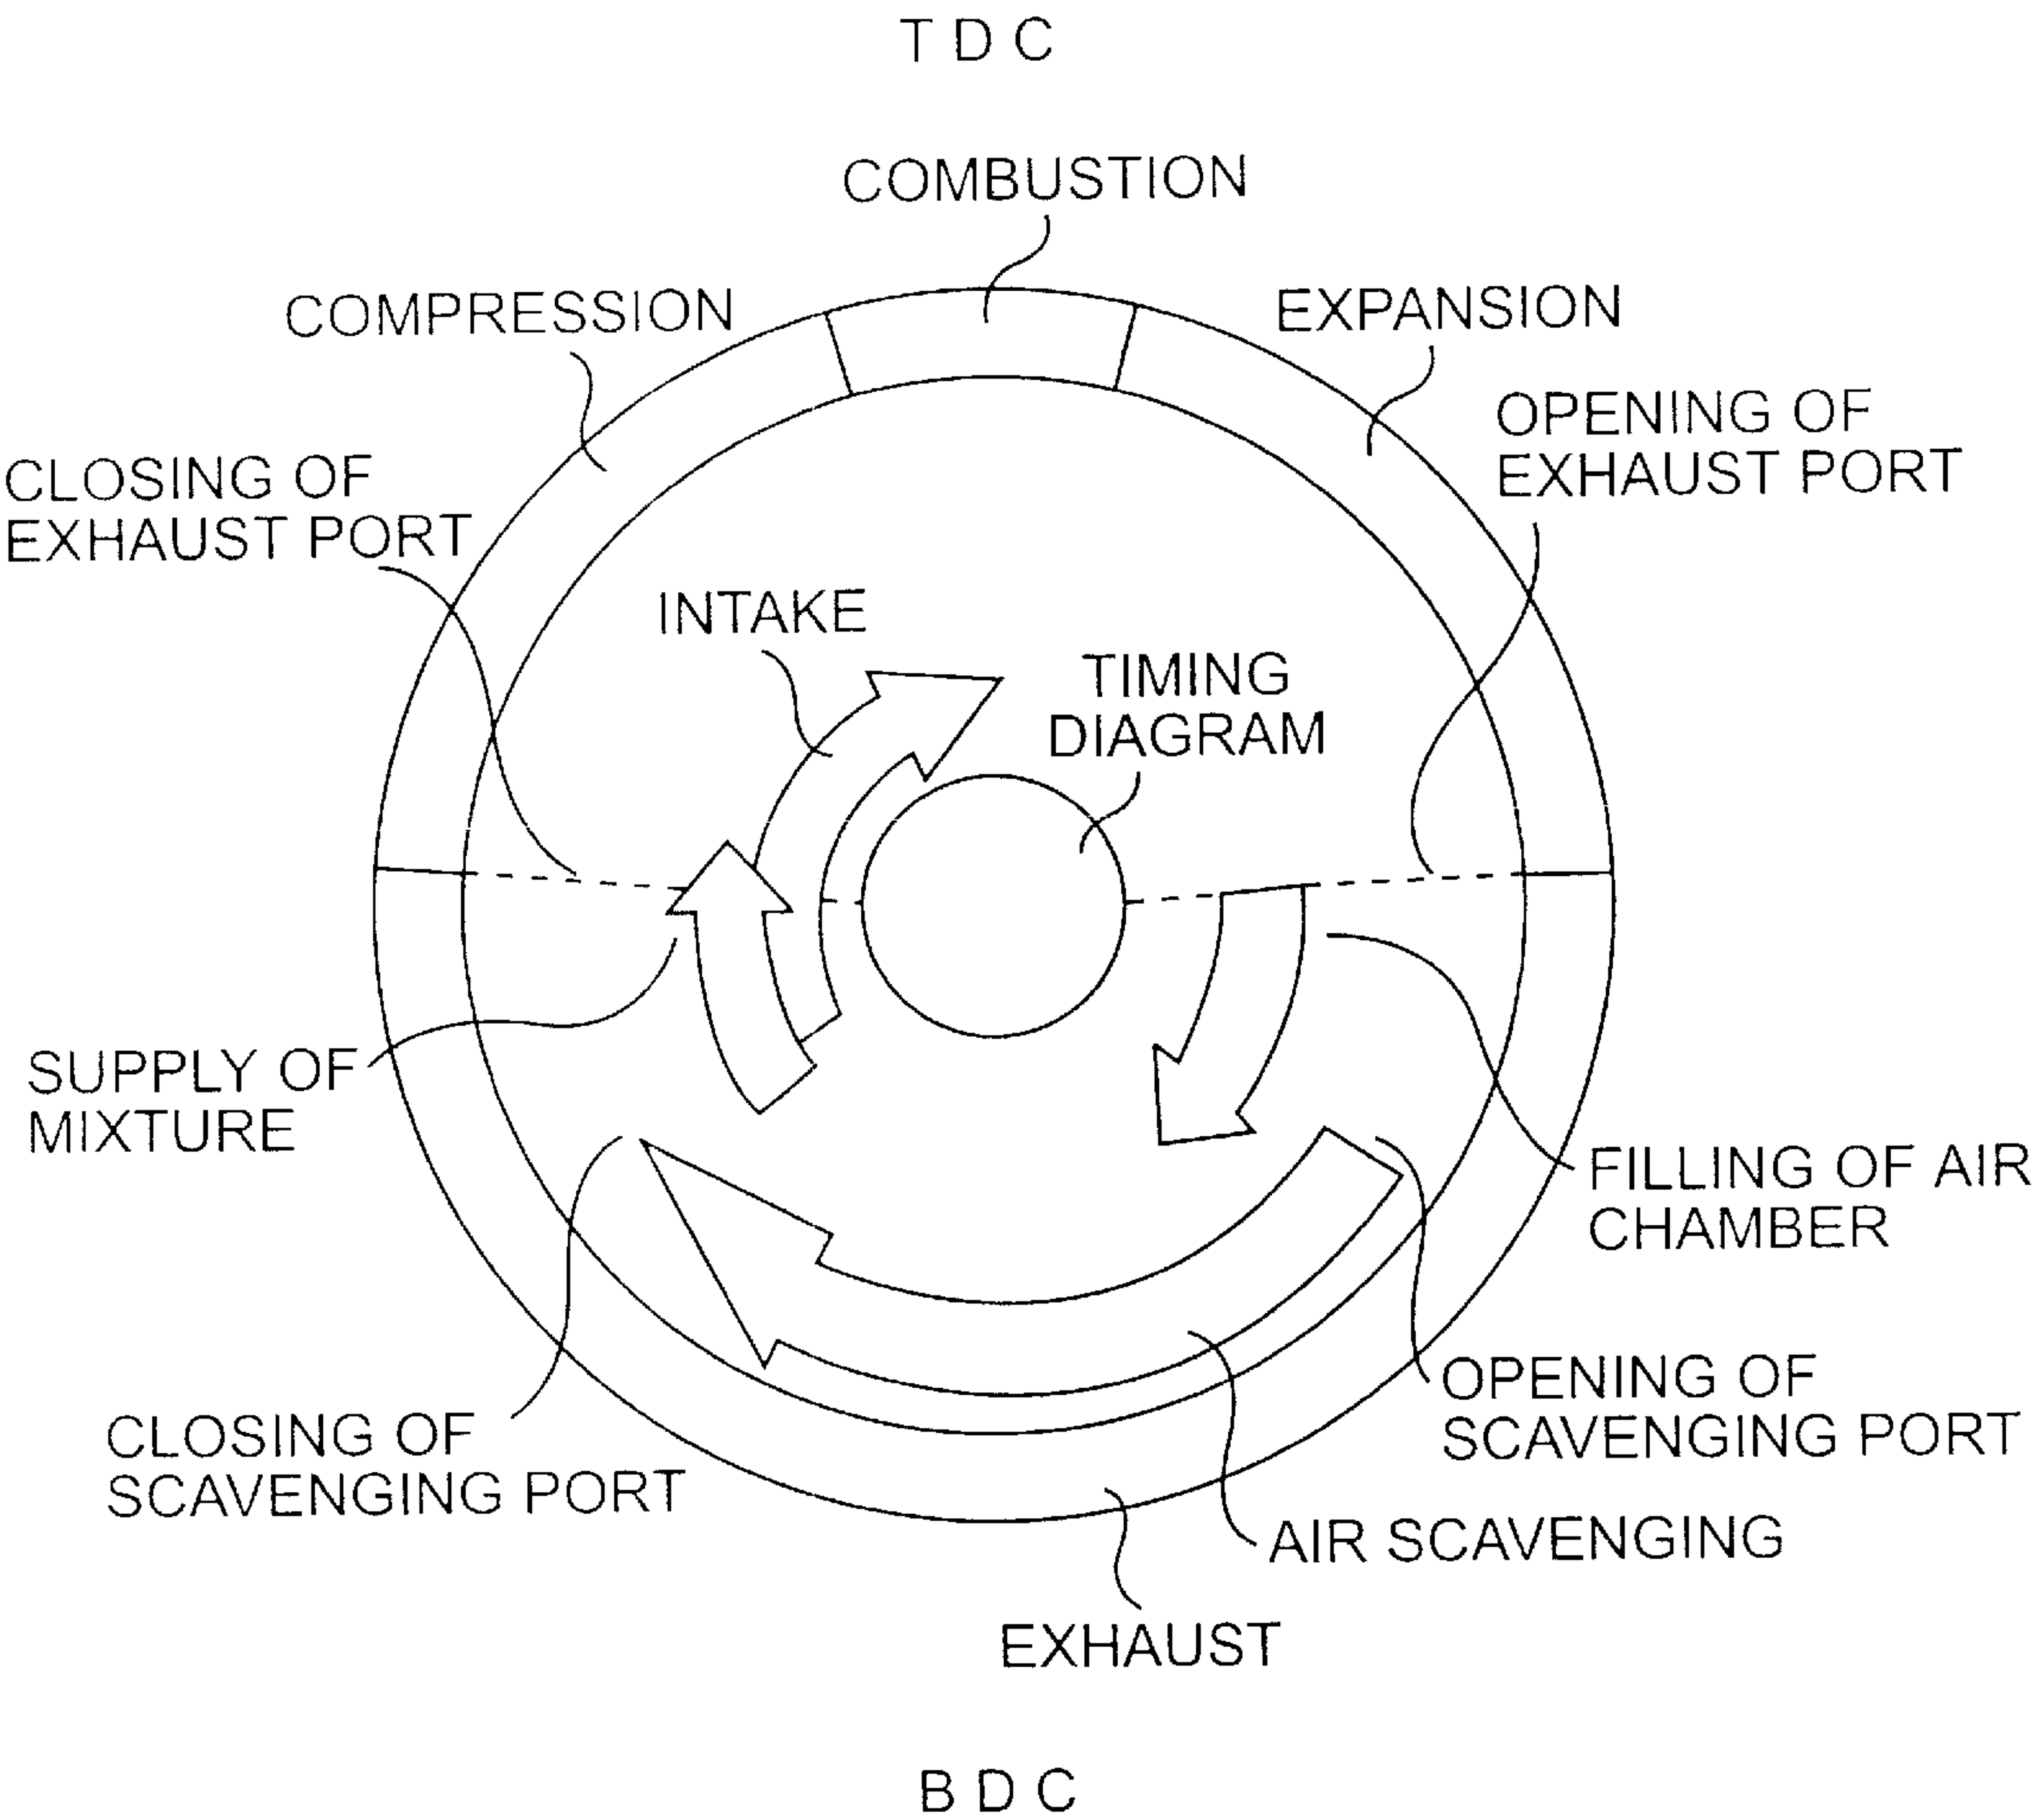 T D C
COMBUSTION
COMPRESSION
EXPANSION
OPENING OF
EXHAUST PORT
CLOSING OF
EXHAUST PORT
INTAKE
TIMING
DIAGRAM
SUPPLY OF
MIXTURE
FILLING OF AIR
CHAMBER
OPENING OF
SCAVENGING PORT
CLOSING OF
SCAVENGING PORT
AIR SCAVENGING
EXHAUST
B D C